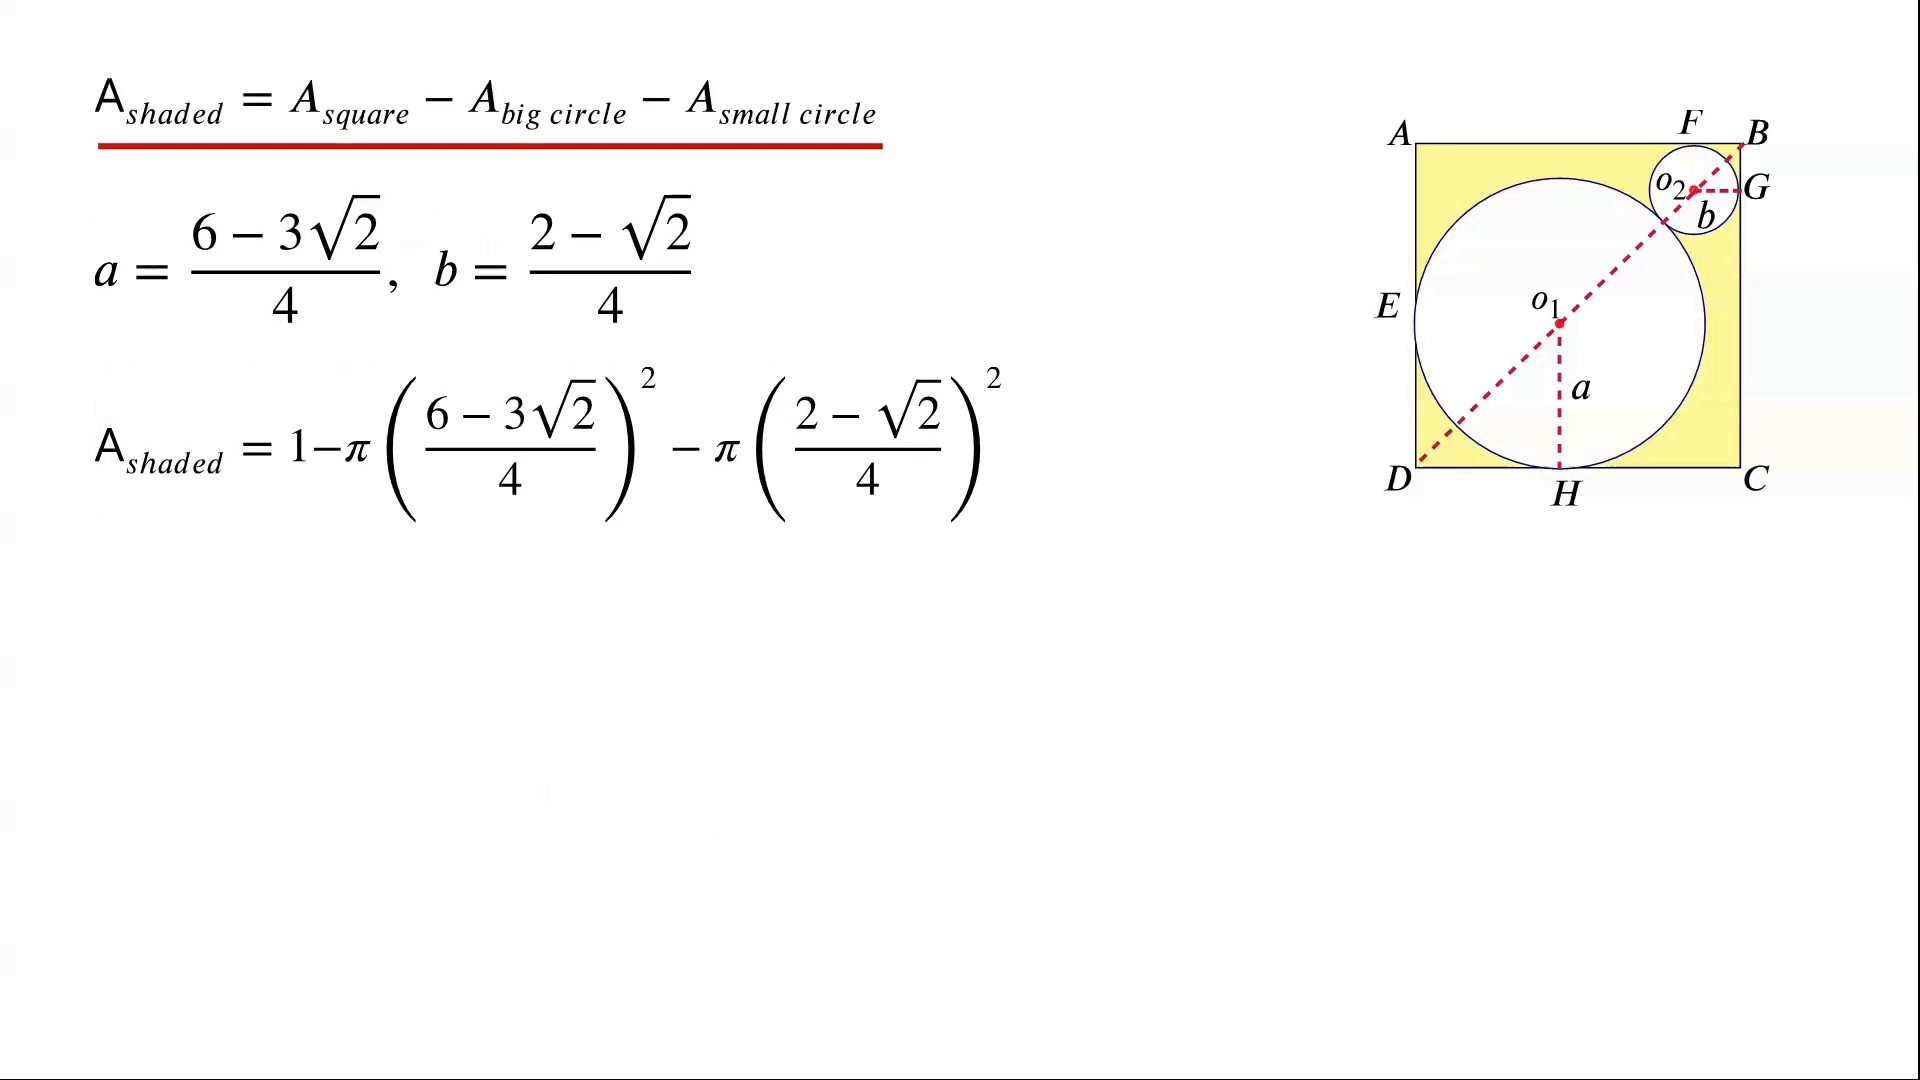 A_shaded = A_square − A_big circle − A_small circle
a = (6 − 3√2)/4, b = (2 − √2)/4
A_shaded = 1−π((6 − 3√2)/4)² − π((2 − √2)/4)²
F
A B
o₂ G
b
E o₁
a
D C
H